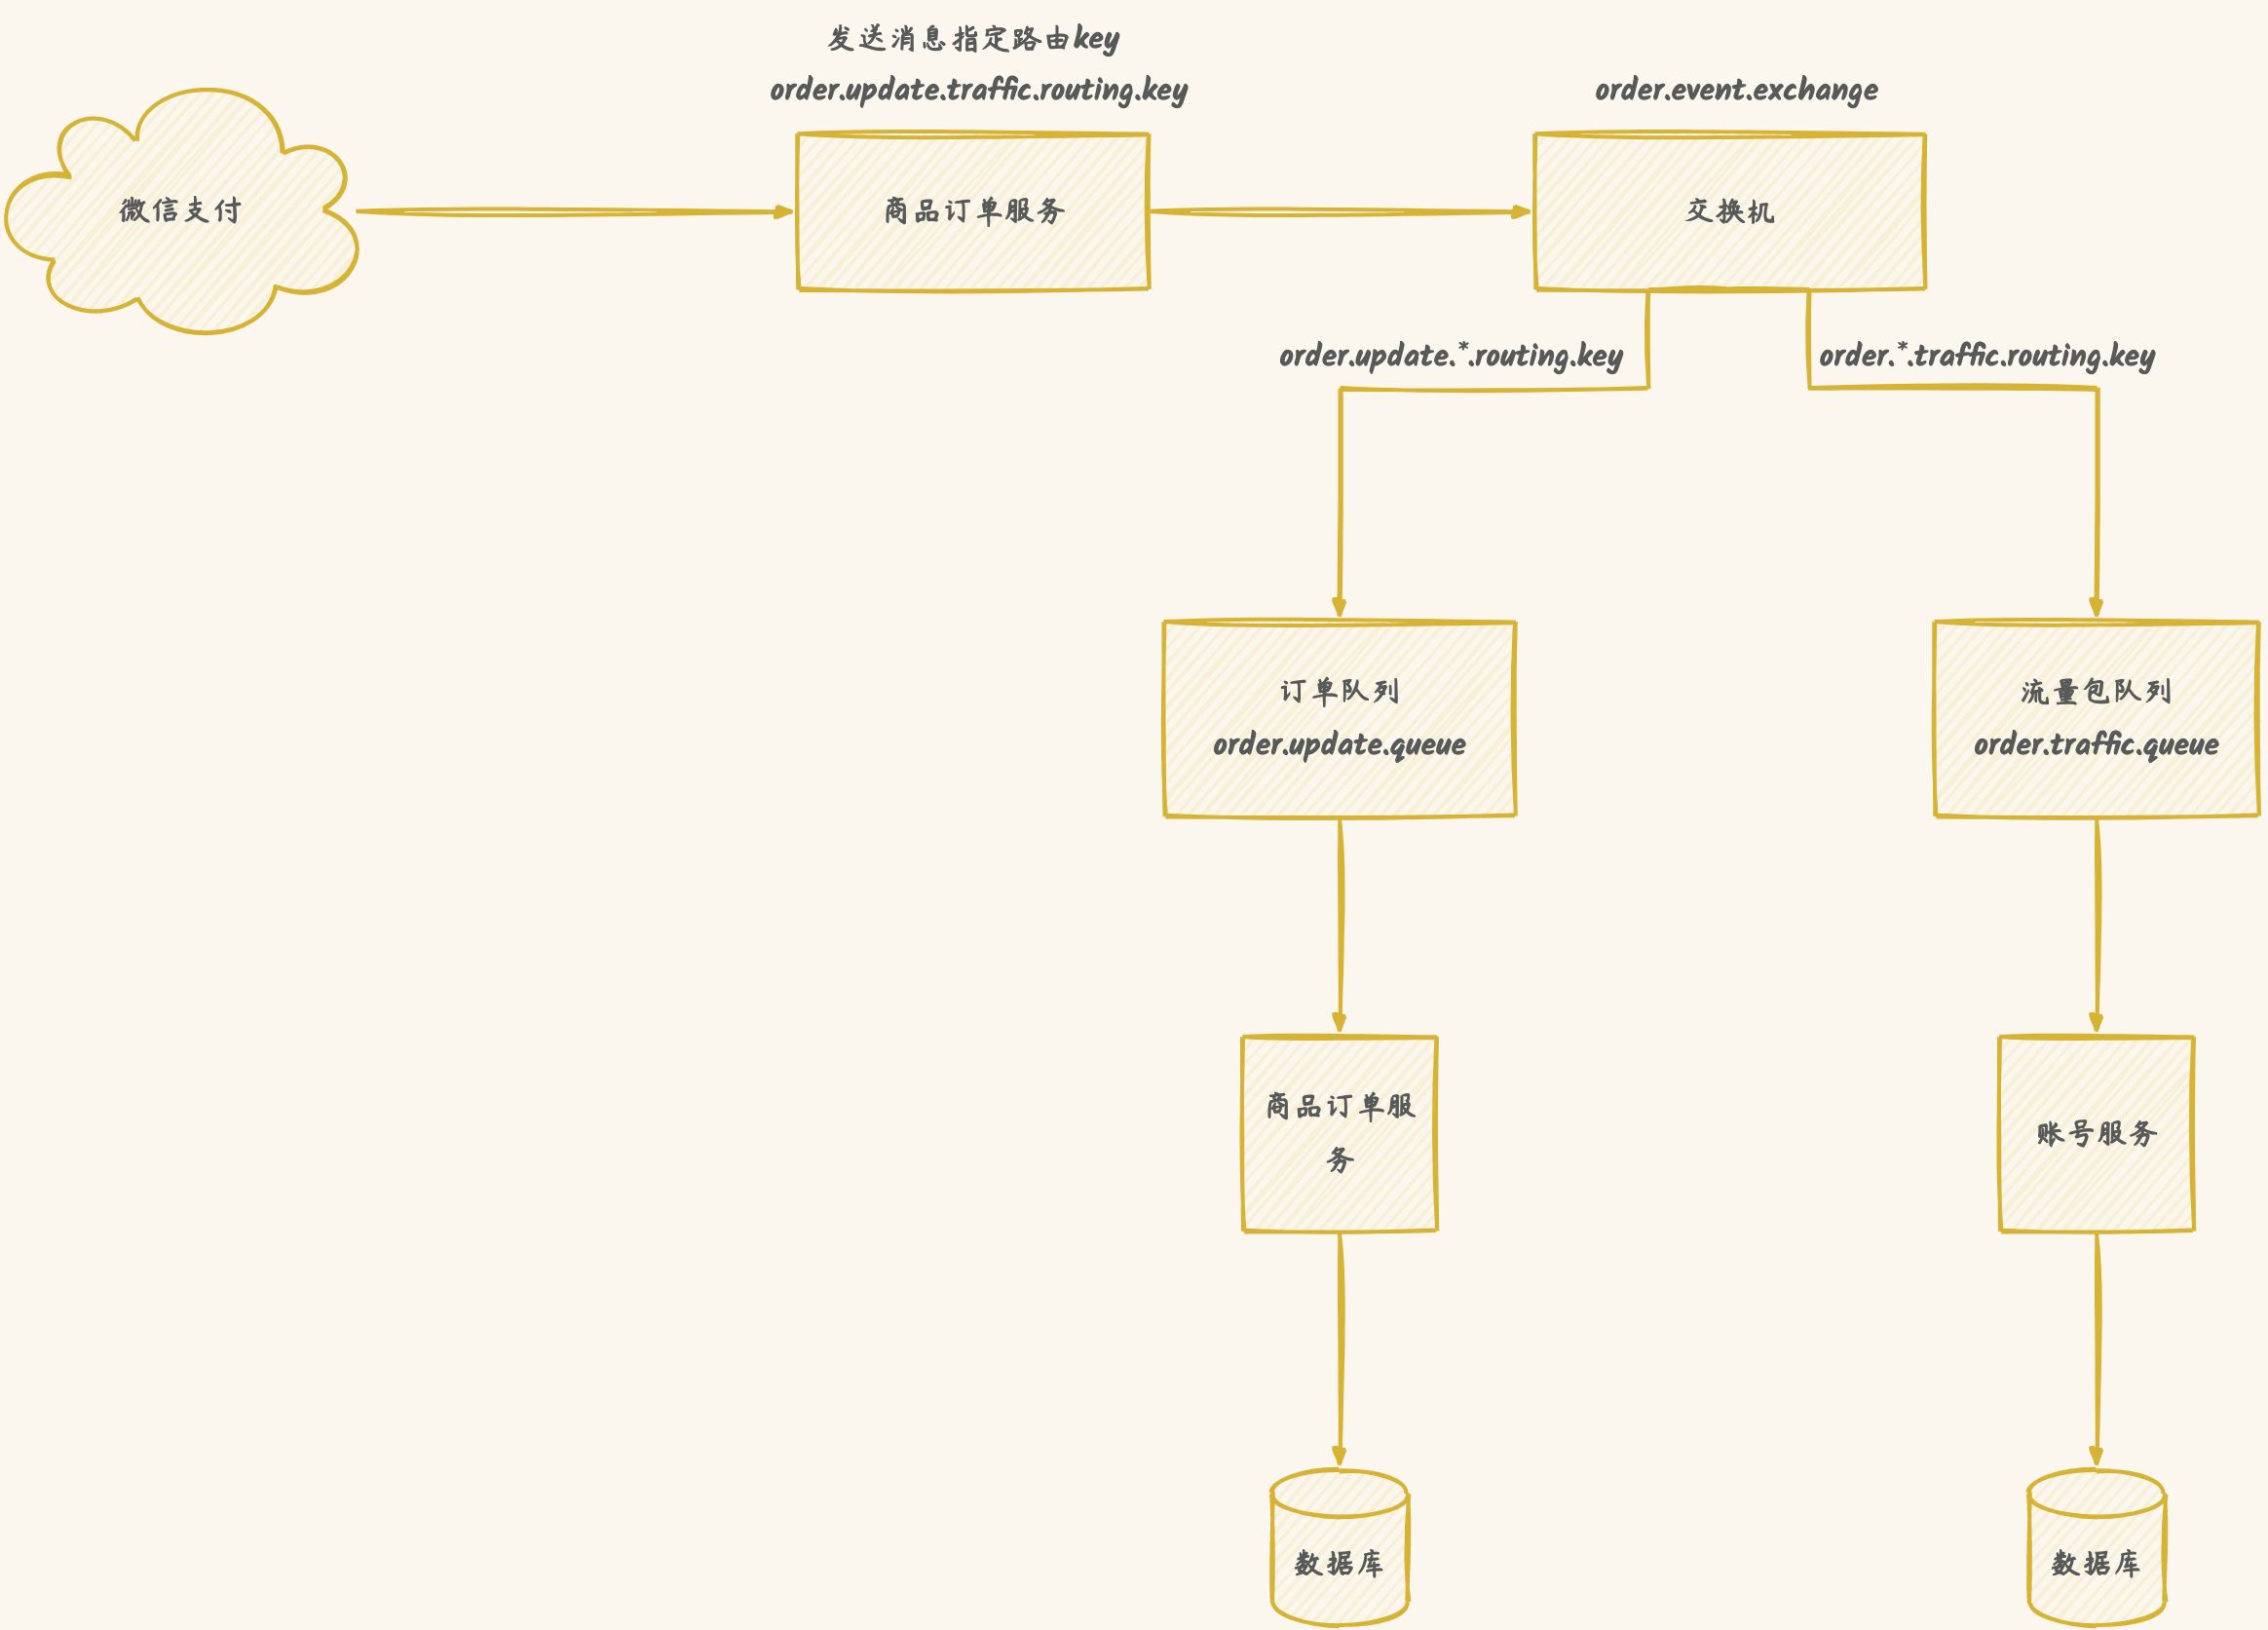 发送消息指定路由key
order.update.traffic.routing.key
order.event.exchange
微信支付
商品订单服务
交换机
order.update.*.routing.key
order.*.traffic.routing.key
订单队列
order.update.queue
流量包队列
order.traffic.queue
商品订单服
务
账号服务
数据库
数据库